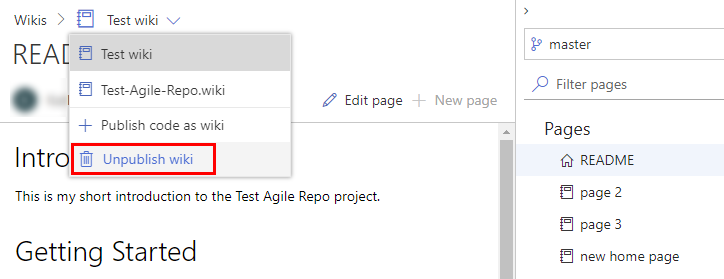 Wikis
Test wiki
READ
Test wiki
Test-Agile-Repo.wiki
Publish code as wiki
Unpublish wiki
Edit page
New page
Intro
This is my short introduction to the Test Agile Repo project.
Getting Started
master
Filter pages
Pages
README
page 2
page 3
new home page